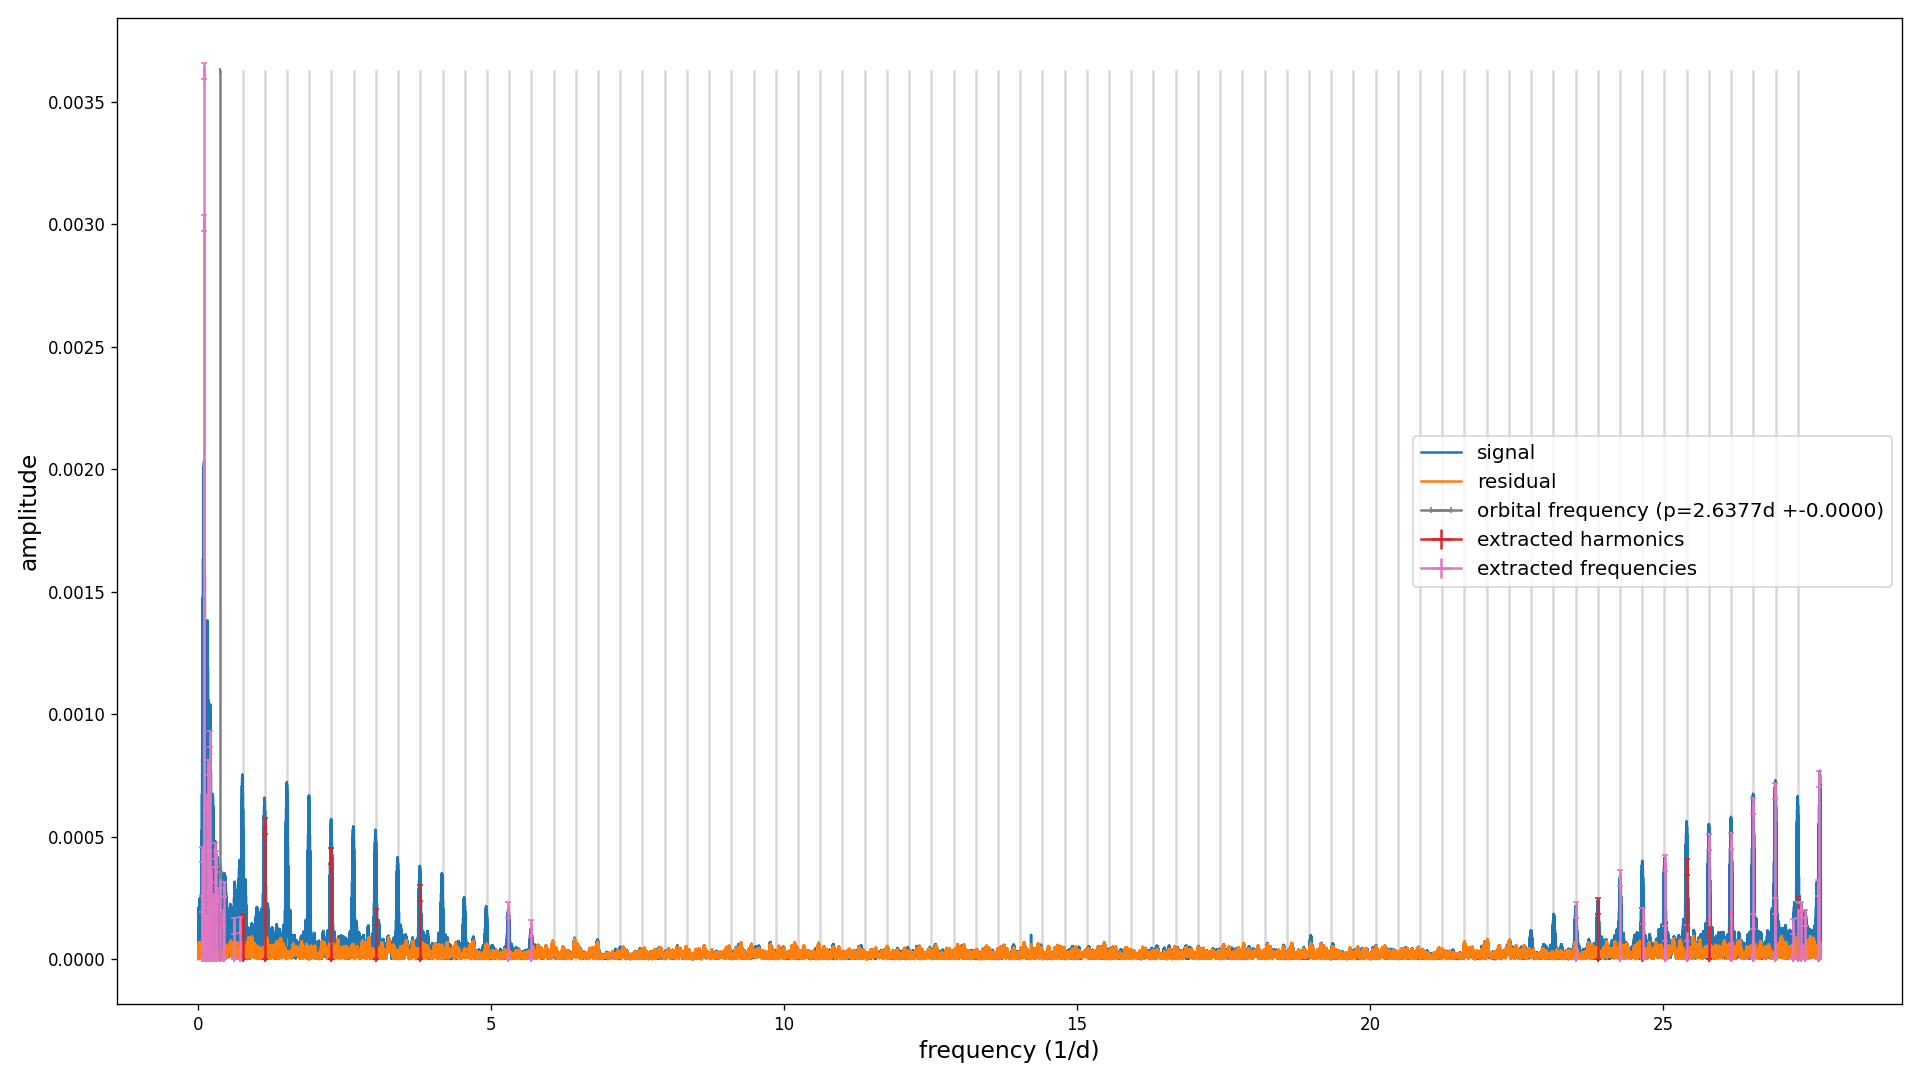 0.0035
0.0030
0.0025
0.0020
0.0015
0.0010
0.0005
0.0000
amplitude
signal
residual
orbital frequency (p=2.6377d +-0.0000)
extracted harmonics
extracted frequencies
0 5 10 15 20 25
frequency (1/d)